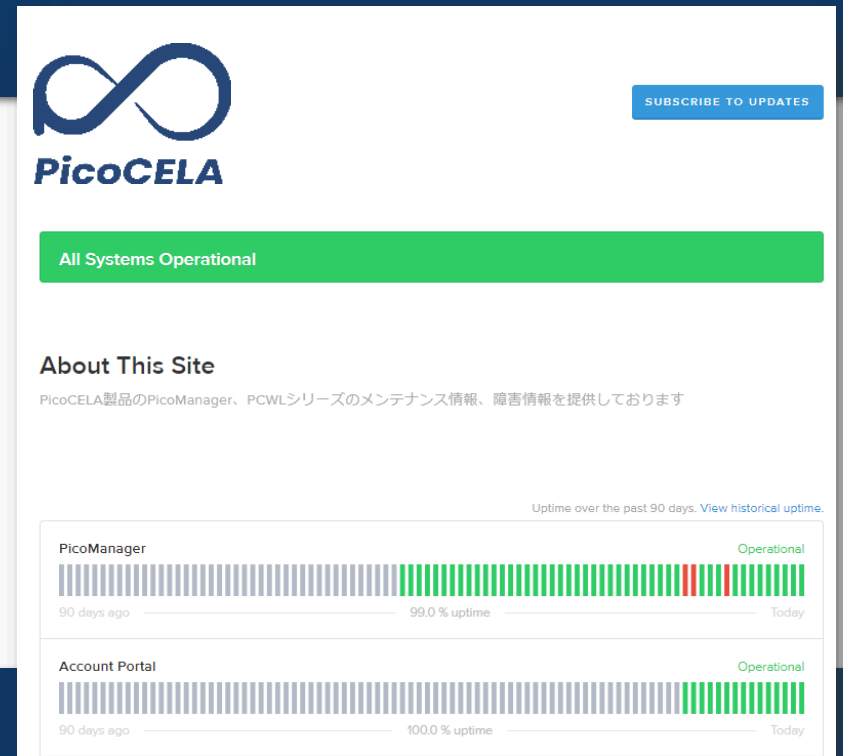 PicoCELA
SUBSCRIBE TO UPDATES
All Systems Operational
About This Site
PicoCELA製品のPicoManager、PCWLシリーズのメンテナンス情報、障害情報を提供しております
Uptime over the past 90 days. View historical uptime.
PicoManager
Operational
90 days ago
99.0 % uptime
Today
Account Portal
Operational
90 days ago
100.0 % uptime
Today